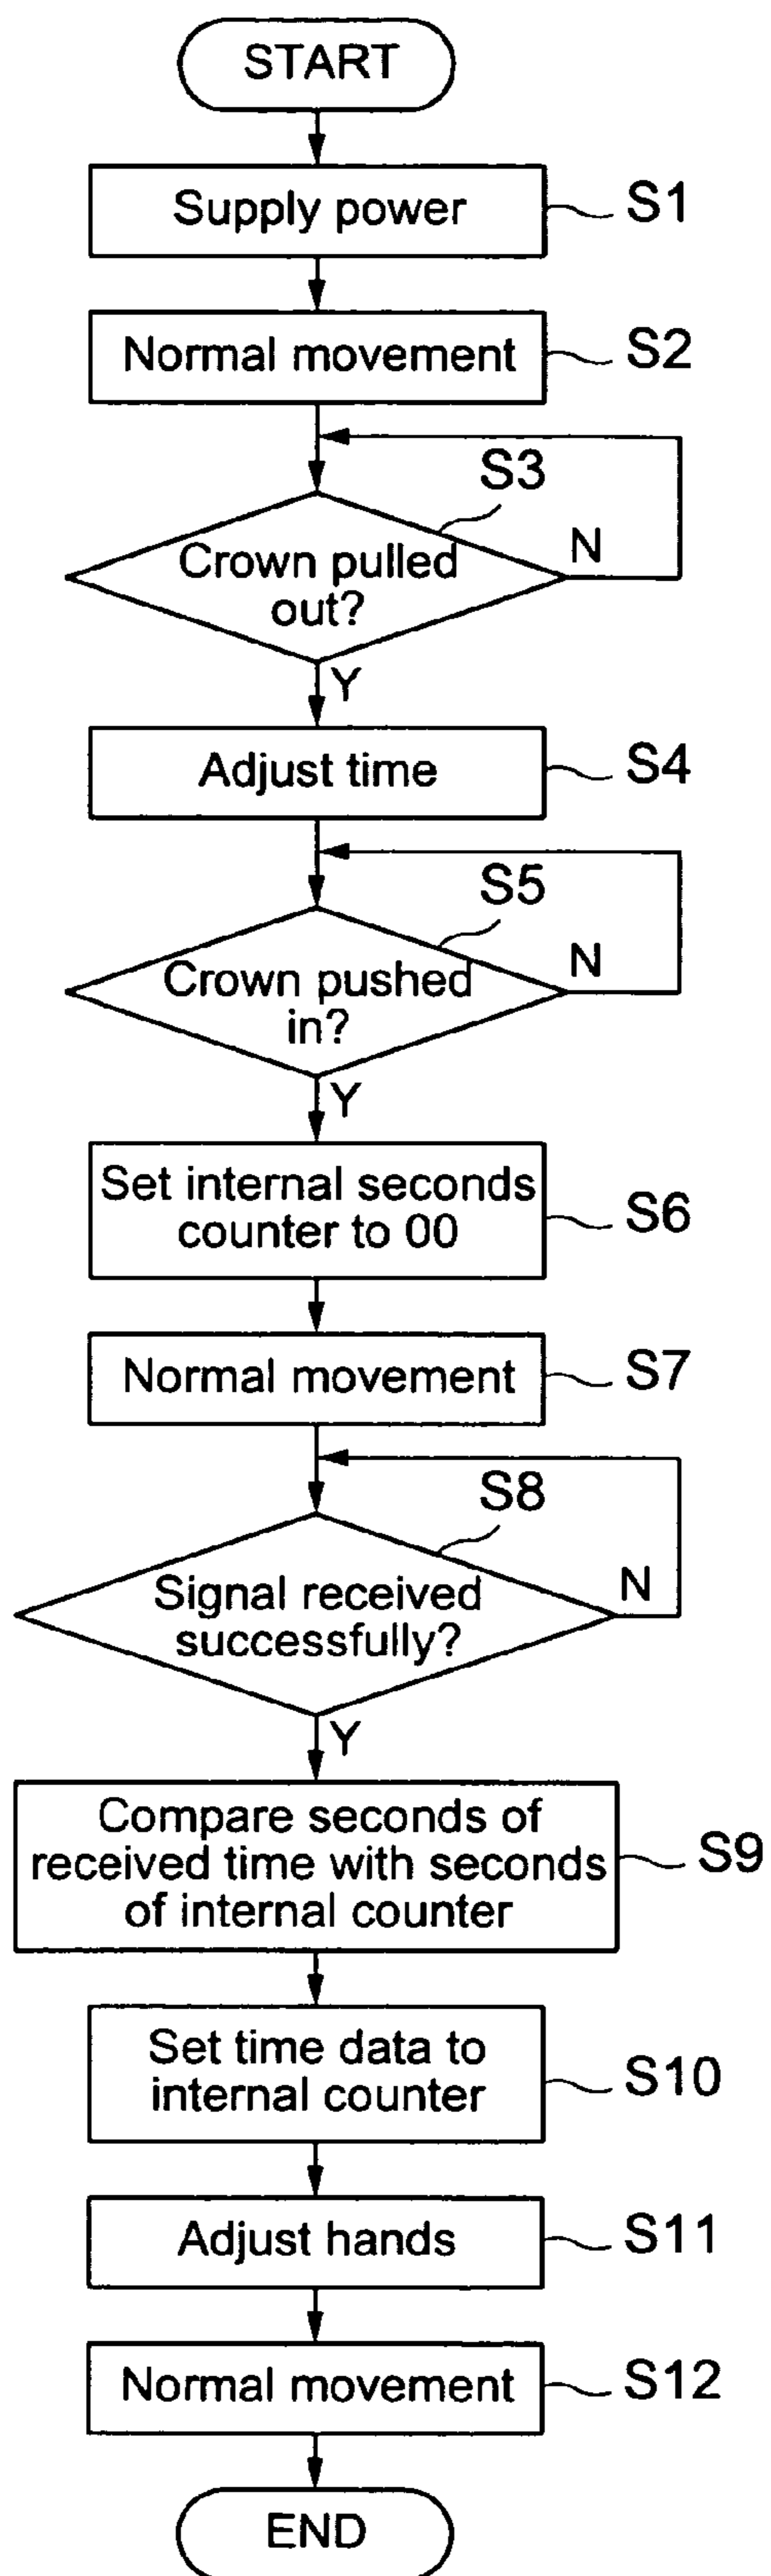 START
Supply power
S1
Normal movement
S2
S3
Crown pulled
out?
N
Y
Adjust time
S4
S5
Crown pushed
in?
N
Y
Set internal seconds
counter to 00
S6
Normal movement
S7
S8
Signal received
successfully?
N
Y
Compare seconds of
received time with seconds
of internal counter
S9
Set time data to
internal counter
S10
Adjust hands
S11
Normal movement
S12
END